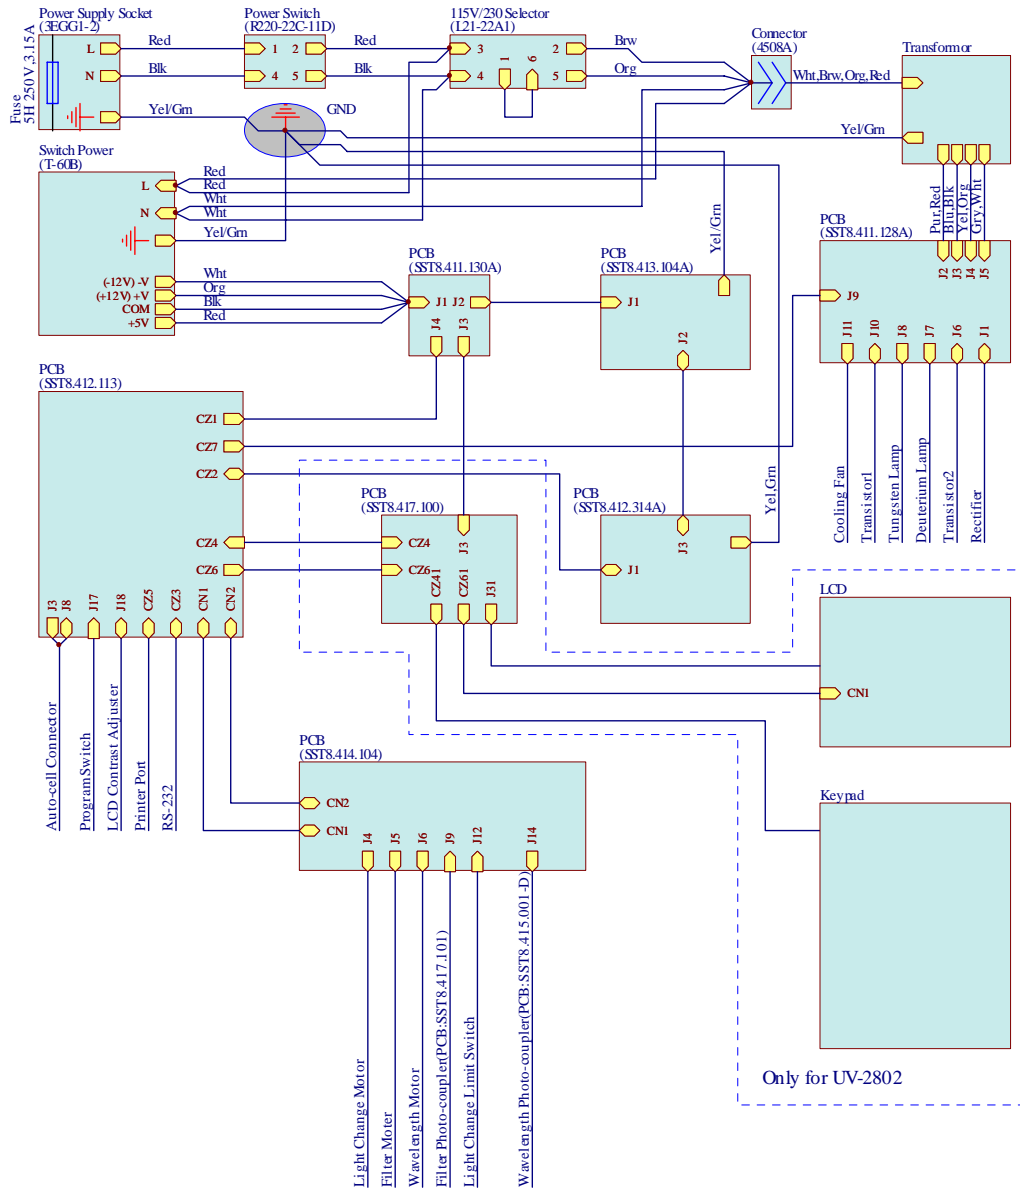 Power Supply Socket
(3EGG1-2)
Fuse
5H 250V,3.15A
L
N
Red
Blk
Yel/Grn
Power Switch
(R220-22C-11D)
1
2
4
5
Red
Blk
GND
115V/230 Selector
(L21-22A1)
3
2
4
1
6
5
Brw
Org
Connector
(4508A)
Wht,Brw,Org,Red
Transformor
Yel/Grn
Pur,Red
Blu,Blk
Yel,Org
Gry,Wht
Switch Power
(T-60B)
L
N
Red
Red
Wht
Wht
Yel/Grn
(-12V) -V
(+12V) +V
COM
+5V
Wht
Org
Blk
Red
PCB
(SST8.411.130A)
J1
J2
J4
J3
PCB
(SST8.413.104A)
J1
J2
Yel/Grn
PCB
(SST8.411.128A)
J2
J3
J4
J5
J9
J11
J10
J8
J7
J6
J1
Cooling Fan
Transistor1
Tungsten Lamp
Deuterium Lamp
Transistor2
Rectifier
PCB
(SST8.412.113)
CZ1
CZ7
CZ2
CZ4
CZ6
J3
J8
J17
J18
CZ5
CZ3
CN1
CN2
Auto-cell Connector
ProgramSwitch
LCD Contrast Adjuster
Printer Port
RS-232
PCB
(SST8.417.100)
CZ4
CZ6
J3
CZ41
CZ61
J31
PCB
(SST8.412.314A)
J1
J3
Yel,Grn
LCD
CN1
Keypad
PCB
(SST8.414.104)
CN2
CN1
J4
J5
J6
J9
J12
J14
Light Change Motor
Filter Moter
Wavelength Motor
Filter Photo-coupler(PCB:SST8.417.101)
Light Change Limit Switch
Wavelength Photo-coupler(PCB:SST8.415.001-D)
Only for UV-2802